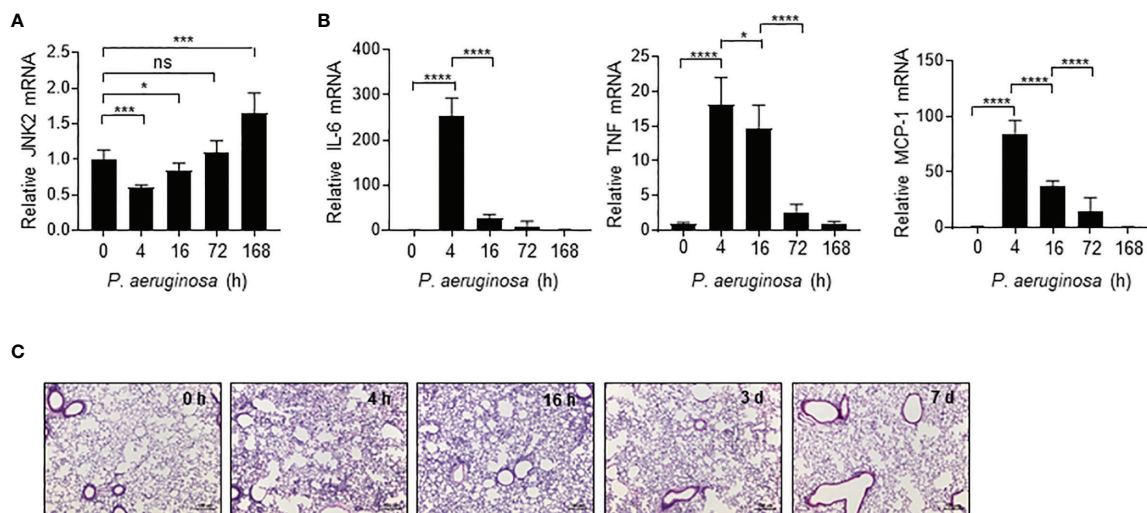 A
B
Relative JNK2 mRNA
2.5
2.0
1.5
1.0
0.5
0.0
***
ns
*
***
0 4 16 72 168
P. aeruginosa (h)
Relative IL-6 mRNA
400
300
200
100
0
****
****
0 4 16 72 168
P. aeruginosa (h)
Relative TNF mRNA
25
20
15
10
5
0
****
*
****
0 4 16 72 168
P. aeruginosa (h)
Relative MCP-1 mRNA
150
100
50
0
****
****
****
0 4 16 72 168
P. aeruginosa (h)
C
0 h
4 h
16 h
3 d
7 d